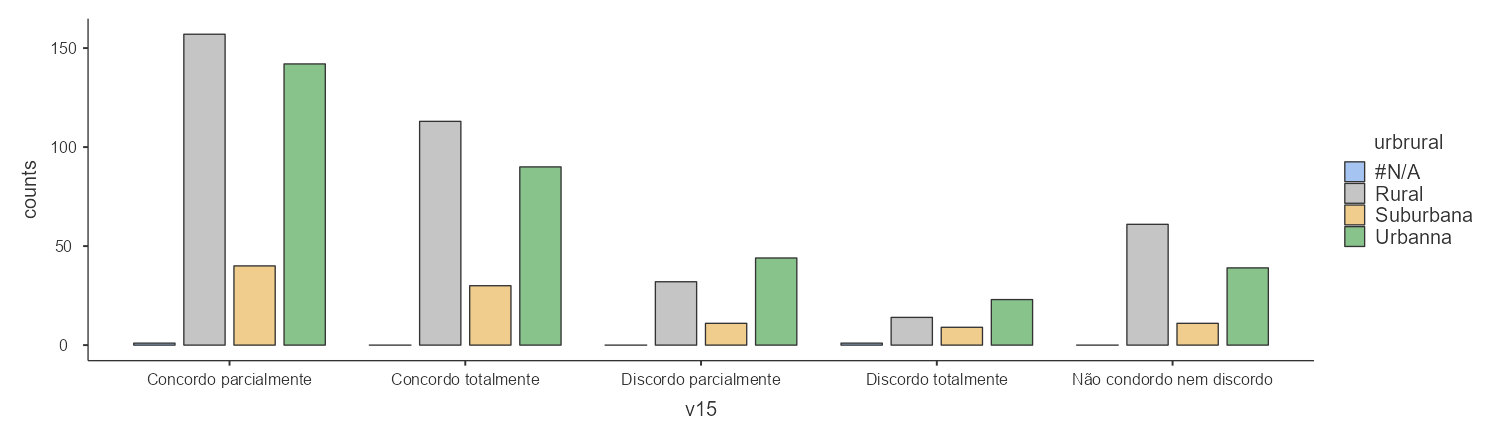 counts
150
100
50
0
Concordo parcialmente
Concordo totalmente
Discordo parcialmente
Discordo totalmente
Não condordo nem discordo
v15
urbrural
#N/A
Rural
Suburbana
Urbanna